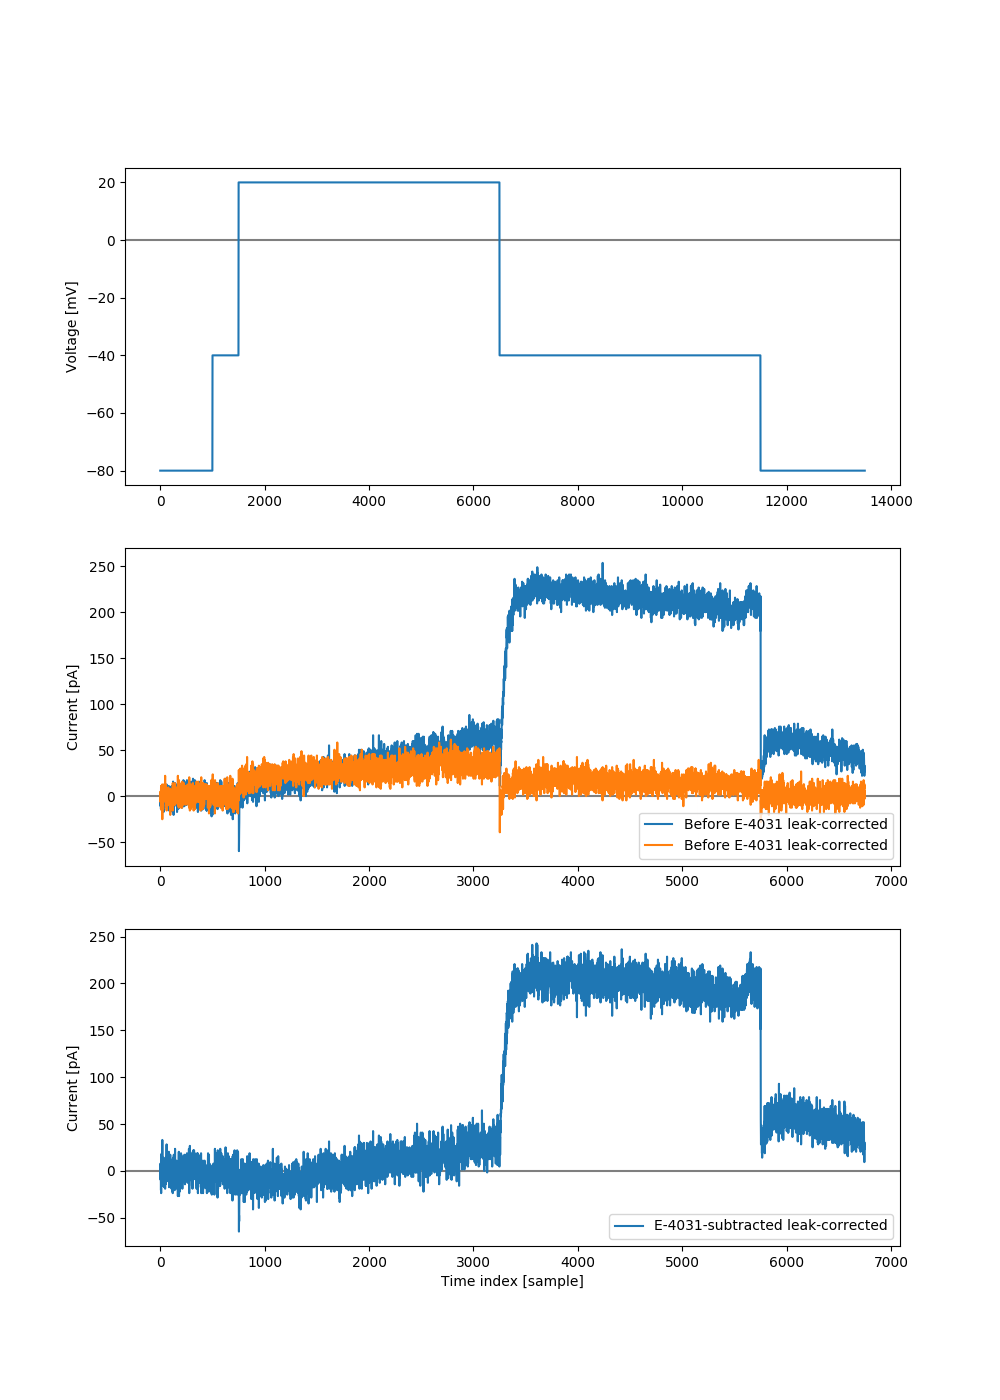 Voltage [mV]
20
0
−20
−40
−60
−80
0 2000 4000 6000 8000 10000 12000 14000
Current [pA]
250
200
150
100
50
0
−50
Before E-4031 leak-corrected
Before E-4031 leak-corrected
0 1000 2000 3000 4000 5000 6000 7000
Current [pA]
250
200
150
100
50
0
−50
E-4031-subtracted leak-corrected
0 1000 2000 3000 4000 5000 6000 7000
Time index [sample]